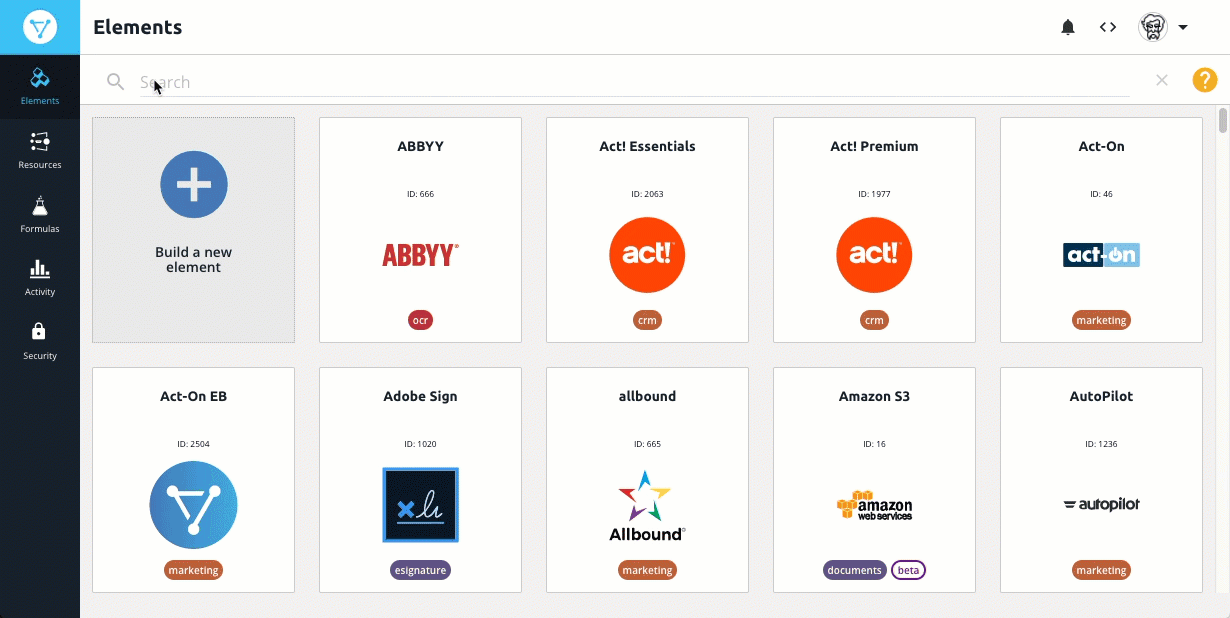 Elements
Search
?
Elements
Resources
Formulas
Activity
Security
Build a new
element
ABBYY
ID: 666
ABBYY®
ocr
Act! Essentials
ID: 2063
act!
crm
Act! Premium
ID: 1977
act!
crm
Act-On
ID: 46
act-on
marketing
Act-On EB
ID: 2504
marketing
Adobe Sign
ID: 1020
esignature
allbound
ID: 665
Allbound®
marketing
Amazon S3
ID: 16
amazon
web services
documents beta
AutoPilot
ID: 1236
autopilot
marketing